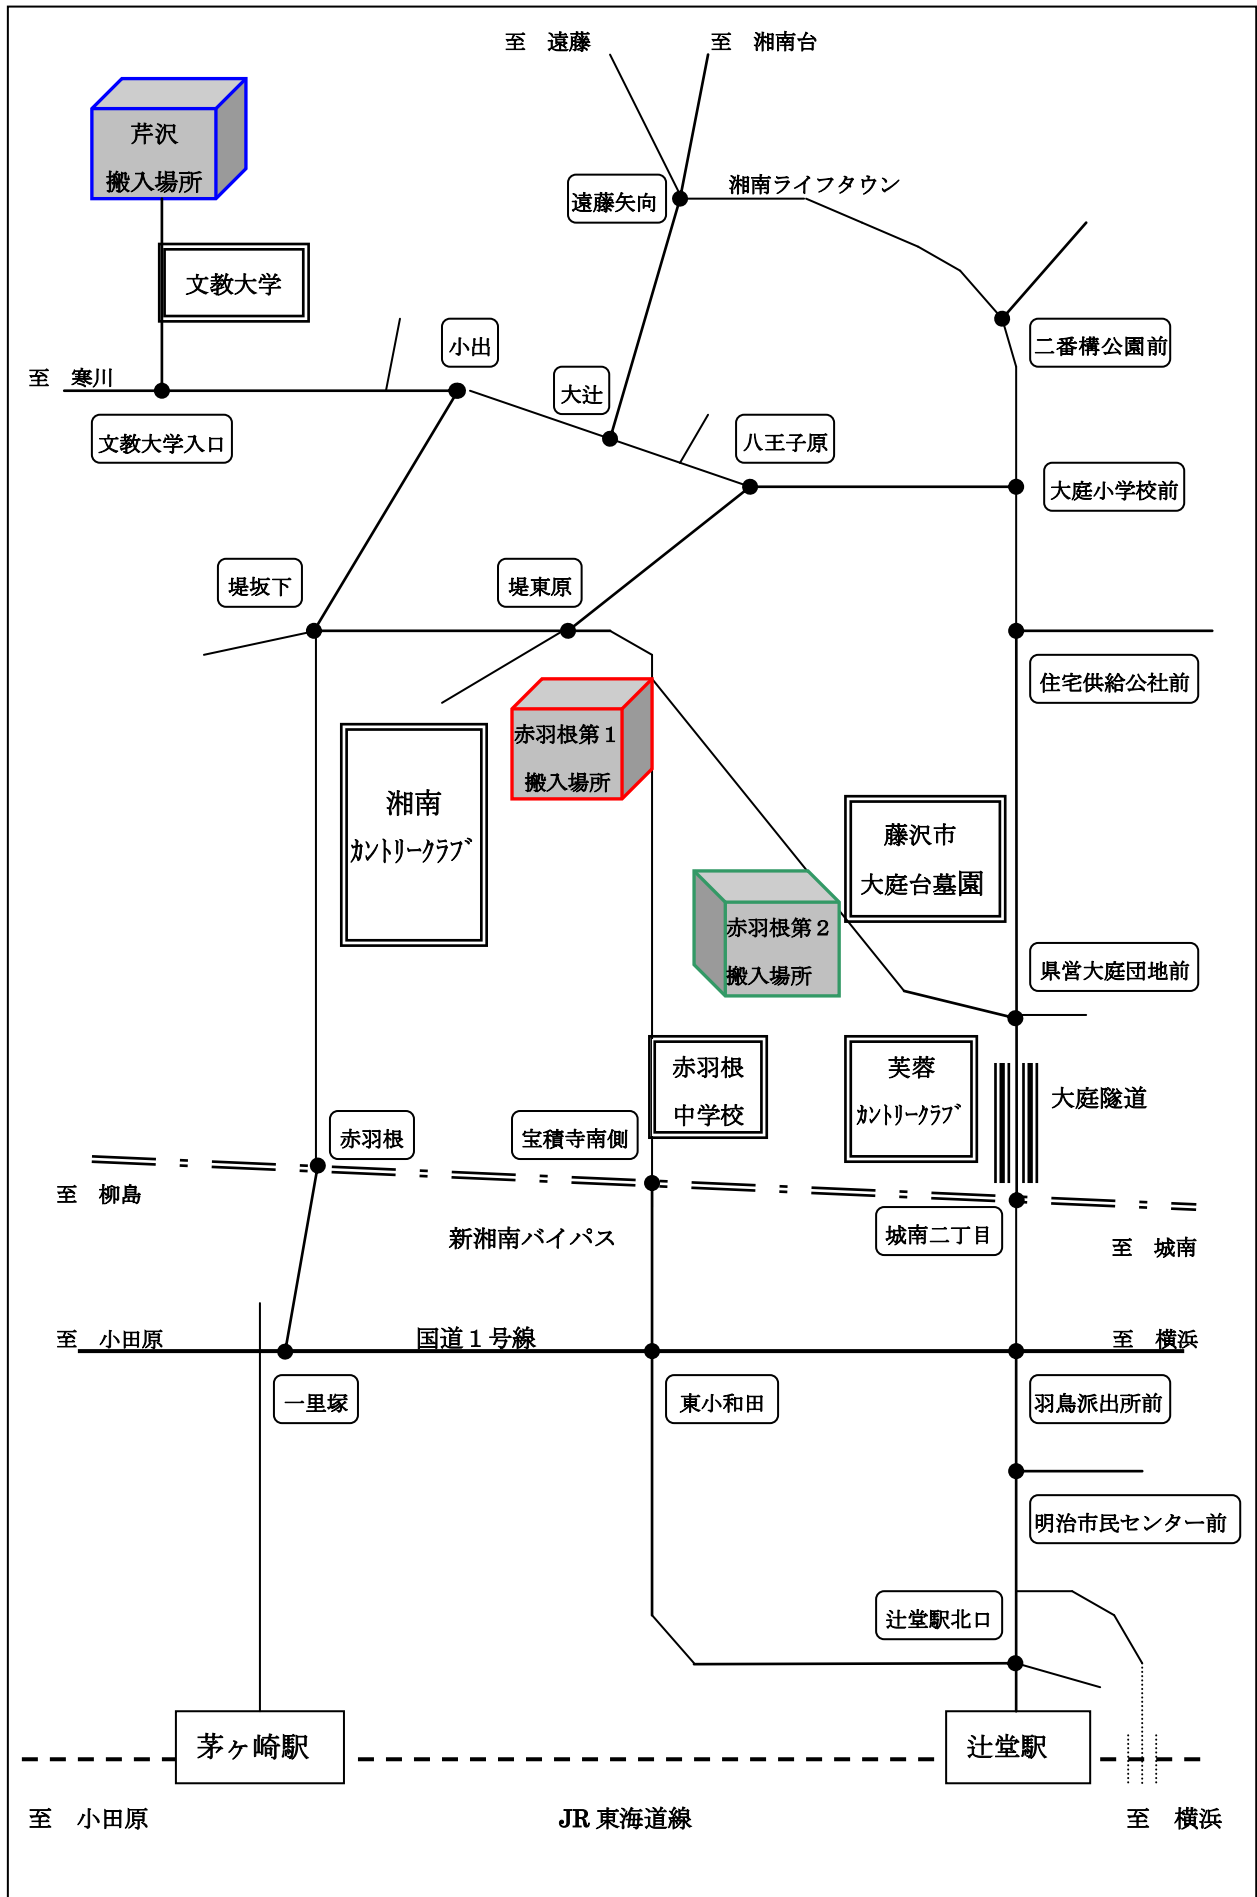 至　遠藤
至　湘南台
芹沢
搬入場所
遠藤矢向
湘南ライフタウン
文教大学
小出
二番構公園前
至　寒川
大辻
文教大学入口
八王子原
大庭小学校前
堤坂下
堤東原
住宅供給公社前
赤羽根第１
搬入場所
湘南
ｶﾝﾄﾘｰｸﾗﾌﾞ
藤沢市
大庭台墓園
赤羽根第２
搬入場所
県営大庭団地前
赤羽根
中学校
芙蓉
ｶﾝﾄﾘｰｸﾗﾌﾞ
大庭隧道
赤羽根
宝積寺南側
至　柳島
新湘南バイパス
城南二丁目
至　城南
至　小田原
国道１号線
至　横浜
一里塚
東小和田
羽鳥派出所前
明治市民センター前
辻堂駅北口
茅ヶ崎駅
辻堂駅
至　小田原
JR 東海道線
至　横浜